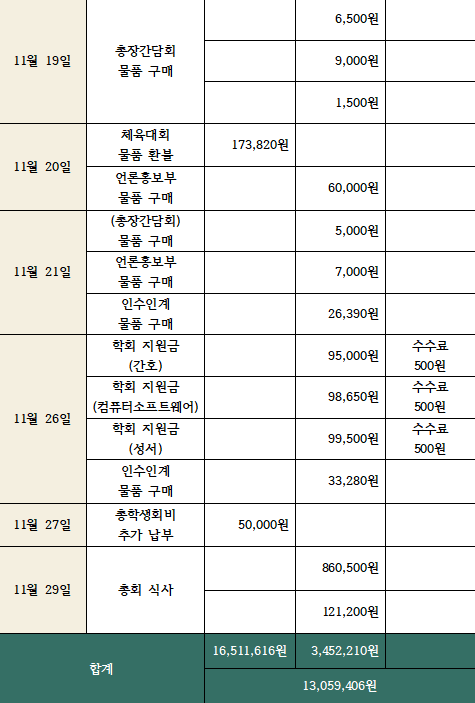 6,500원
11월 19일
총장간담회
물품 구매
9,000원
1,500원
11월 20일
체육대회
물품 환불
173,820원
언론홍보부
물품 구매
60,000원
11월 21일
(총장간담회)
물품 구매
5,000원
언론홍보부
물품 구매
7,000원
인수인계
물품 구매
26,390원
11월 26일
학회 지원금
(간호)
95,000원
수수료
500원
학회 지원금
(컴퓨터소프트웨어)
98,650원
수수료
500원
학회 지원금
(성서)
99,500원
수수료
500원
인수인계
물품 구매
33,280원
11월 27일
총학생회비
추가 납부
50,000원
11월 29일
총회 식사
860,500원
121,200원
합계
16,511,616원
3,452,210원
13,059,406원